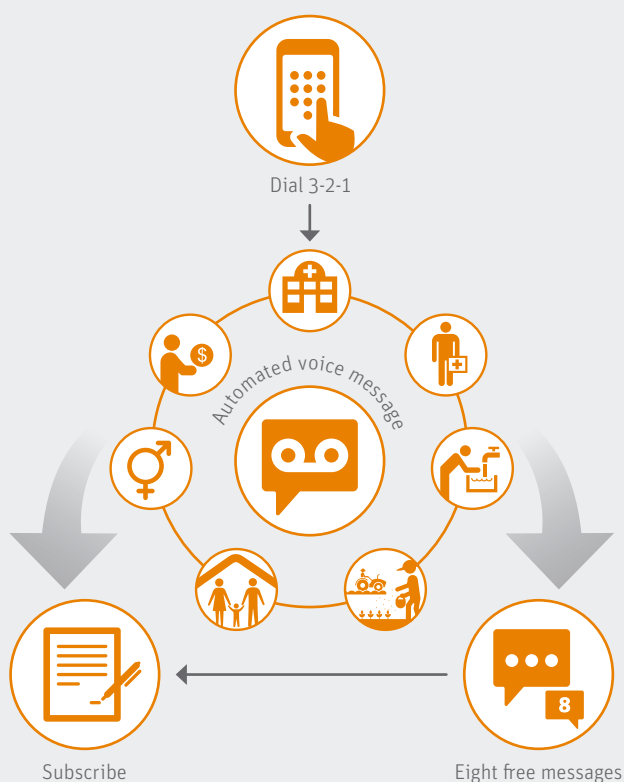 Dial 3-2-1
$
Automated voice message
8
Subscribe
Eight free messages